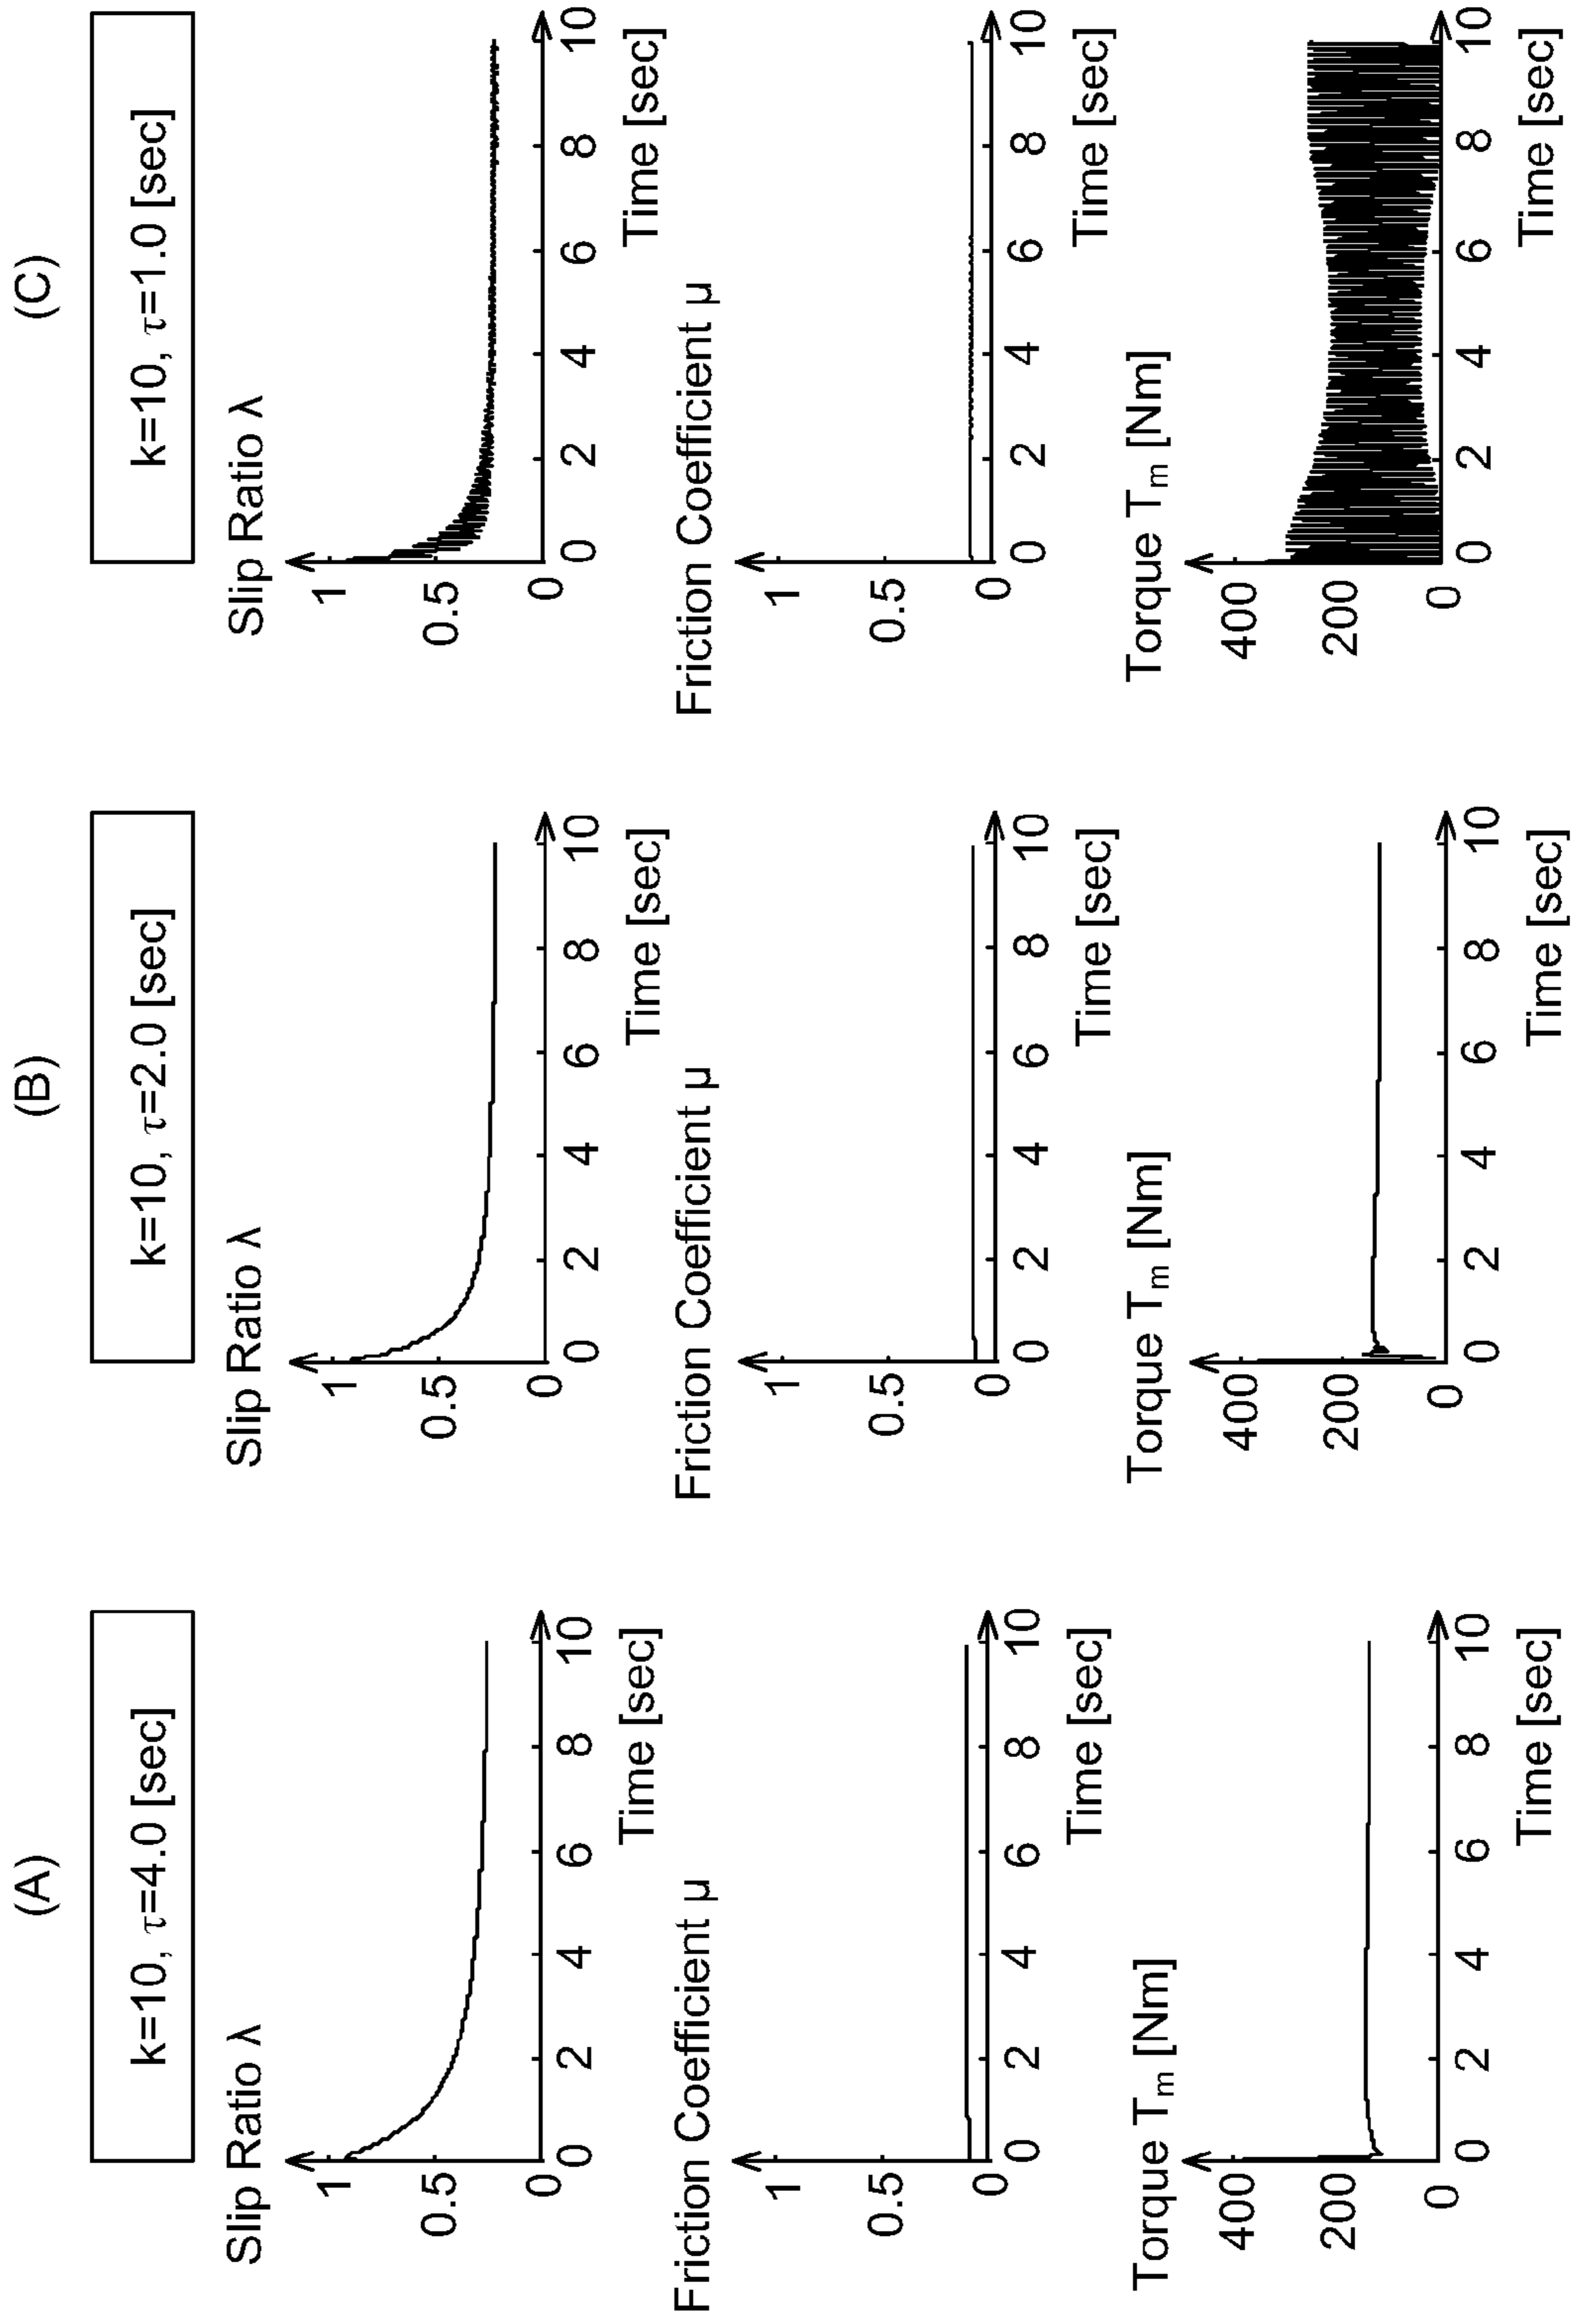 (A)
k=10, τ=4.0 [sec]
Slip Ratio λ
1
0.5
0
0 2 4 6 8 10
Time [sec]
Friction Coefficient μ
1
0.5
0
0 2 4 6 8 10
Time [sec]
Torque Tm [Nm]
400
200
0
0 2 4 6 8 10
Time [sec]
(B)
k=10, τ=2.0 [sec]
Slip Ratio λ
1
0.5
0
0 2 4 6 8 10
Time [sec]
Friction Coefficient μ
1
0.5
0
0 2 4 6 8 10
Time [sec]
Torque Tm [Nm]
400
200
0
0 2 4 6 8 10
Time [sec]
(C)
k=10, τ=1.0 [sec]
Slip Ratio λ
1
0.5
0
0 2 4 6 8 10
Time [sec]
Friction Coefficient μ
1
0.5
0
0 2 4 6 8 10
Time [sec]
Torque Tm [Nm]
400
200
0
0 2 4 6 8 10
Time [sec]